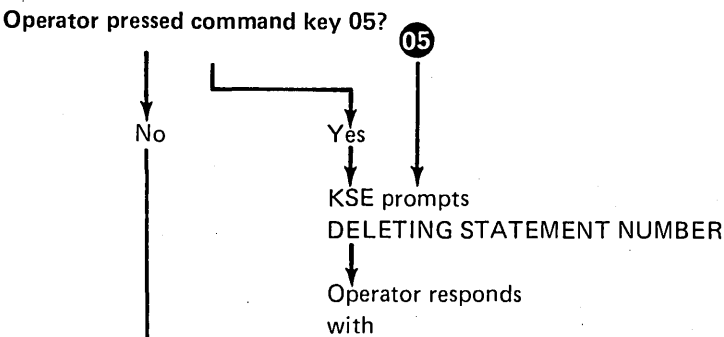 Operator pressed command key 05?
05
No
Yes
KSE prompts
DELETING STATEMENT NUMBER
Operator responds
with